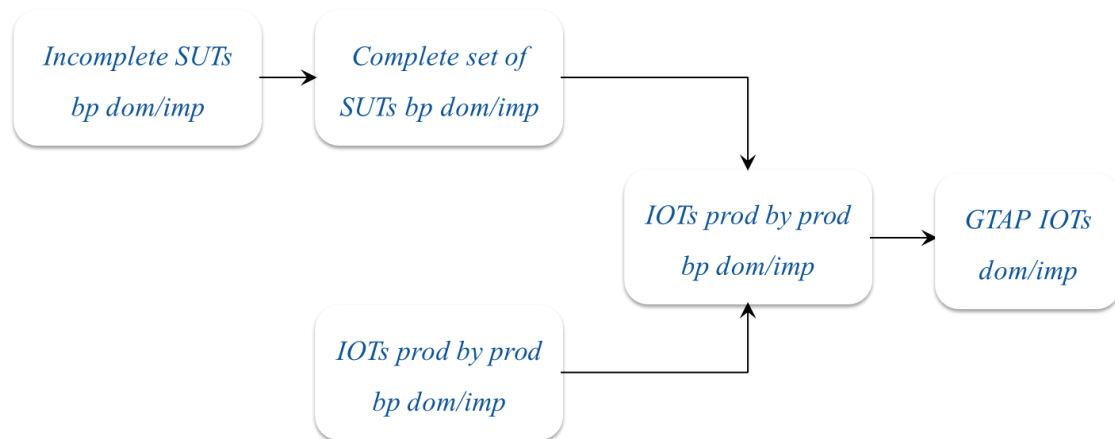 Incomplete SUTs
bp dom/imp
Complete set of
SUTs bp dom/imp
IOTs prod by prod
bp dom/imp
GTAP IOTs
dom/imp
IOTs prod by prod
bp dom/imp